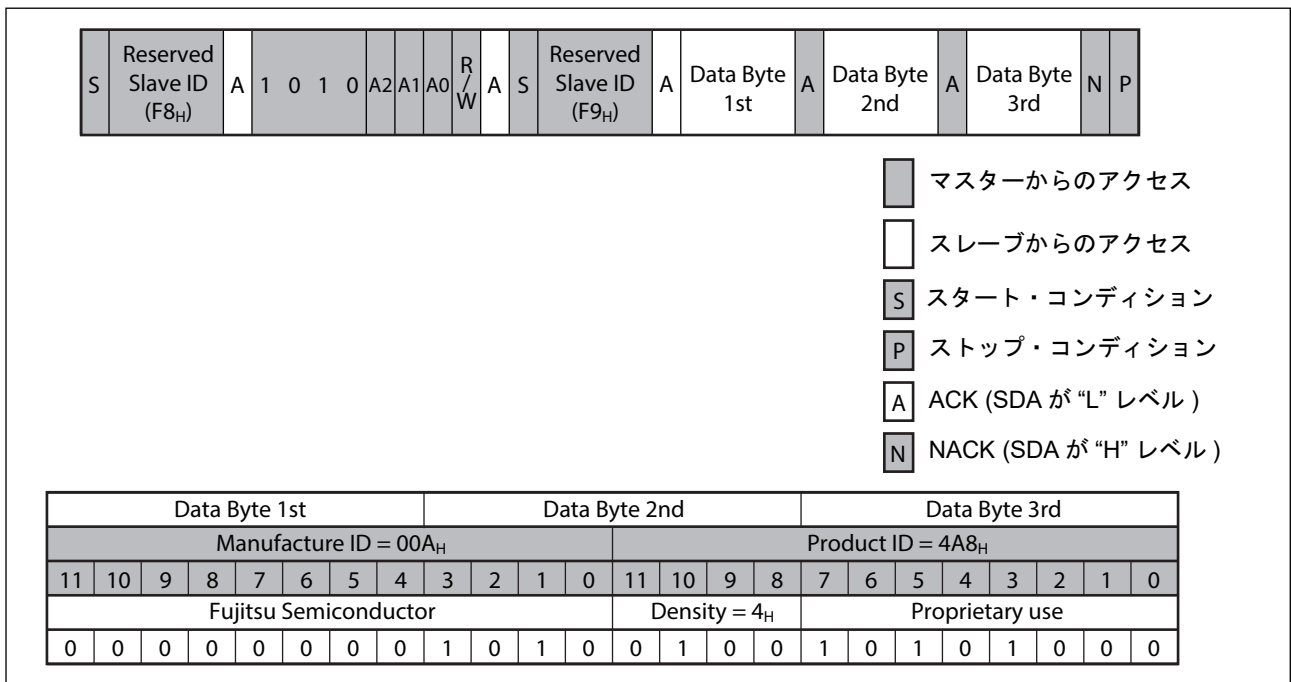 S Reserved Slave ID (F8H) A 1 0 1 0 A2 A1 A0 R/W A S Reserved Slave ID (F9H) A Data Byte 1st A Data Byte 2nd A Data Byte 3rd N P
マスターからのアクセス
スレーブからのアクセス
S スタート・コンディション
P ストップ・コンディション
A ACK (SDA が “L” レベル )
N NACK (SDA が “H” レベル )
Data Byte 1st Data Byte 2nd Data Byte 3rd
Manufacture ID = 00AH Product ID = 4A8H
11 10 9 8 7 6 5 4 3 2 1 0 11 10 9 8 7 6 5 4 3 2 1 0
Fujitsu Semiconductor Density = 4H Proprietary use
0 0 0 0 0 0 0 0 1 0 1 0 0 1 0 0 1 0 1 0 1 0 0 0